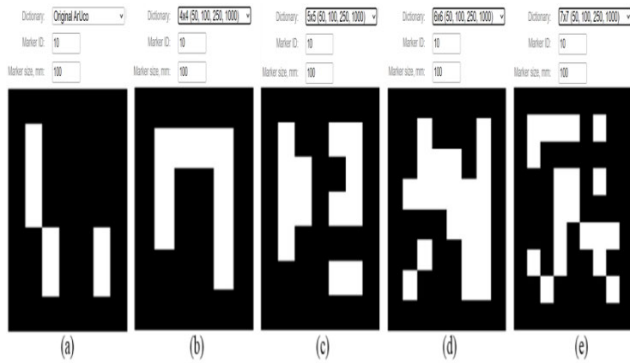 Dictionary: Original ArUco
Marker ID: 10
Marker size, mm: 100
Dictionary: 4x4 (50, 100, 250, 1000)
Marker ID: 10
Marker size, mm: 100
Dictionary: 5x5 (50, 100, 250, 1000)
Marker ID: 10
Marker size, mm: 100
Dictionary: 6x6 (50, 100, 250, 1000)
Marker ID: 10
Marker size, mm: 100
Dictionary: 7x7 (50, 100, 250, 1000)
Marker ID: 10
Marker size, mm: 100
(a)
(b)
(c)
(d)
(e)